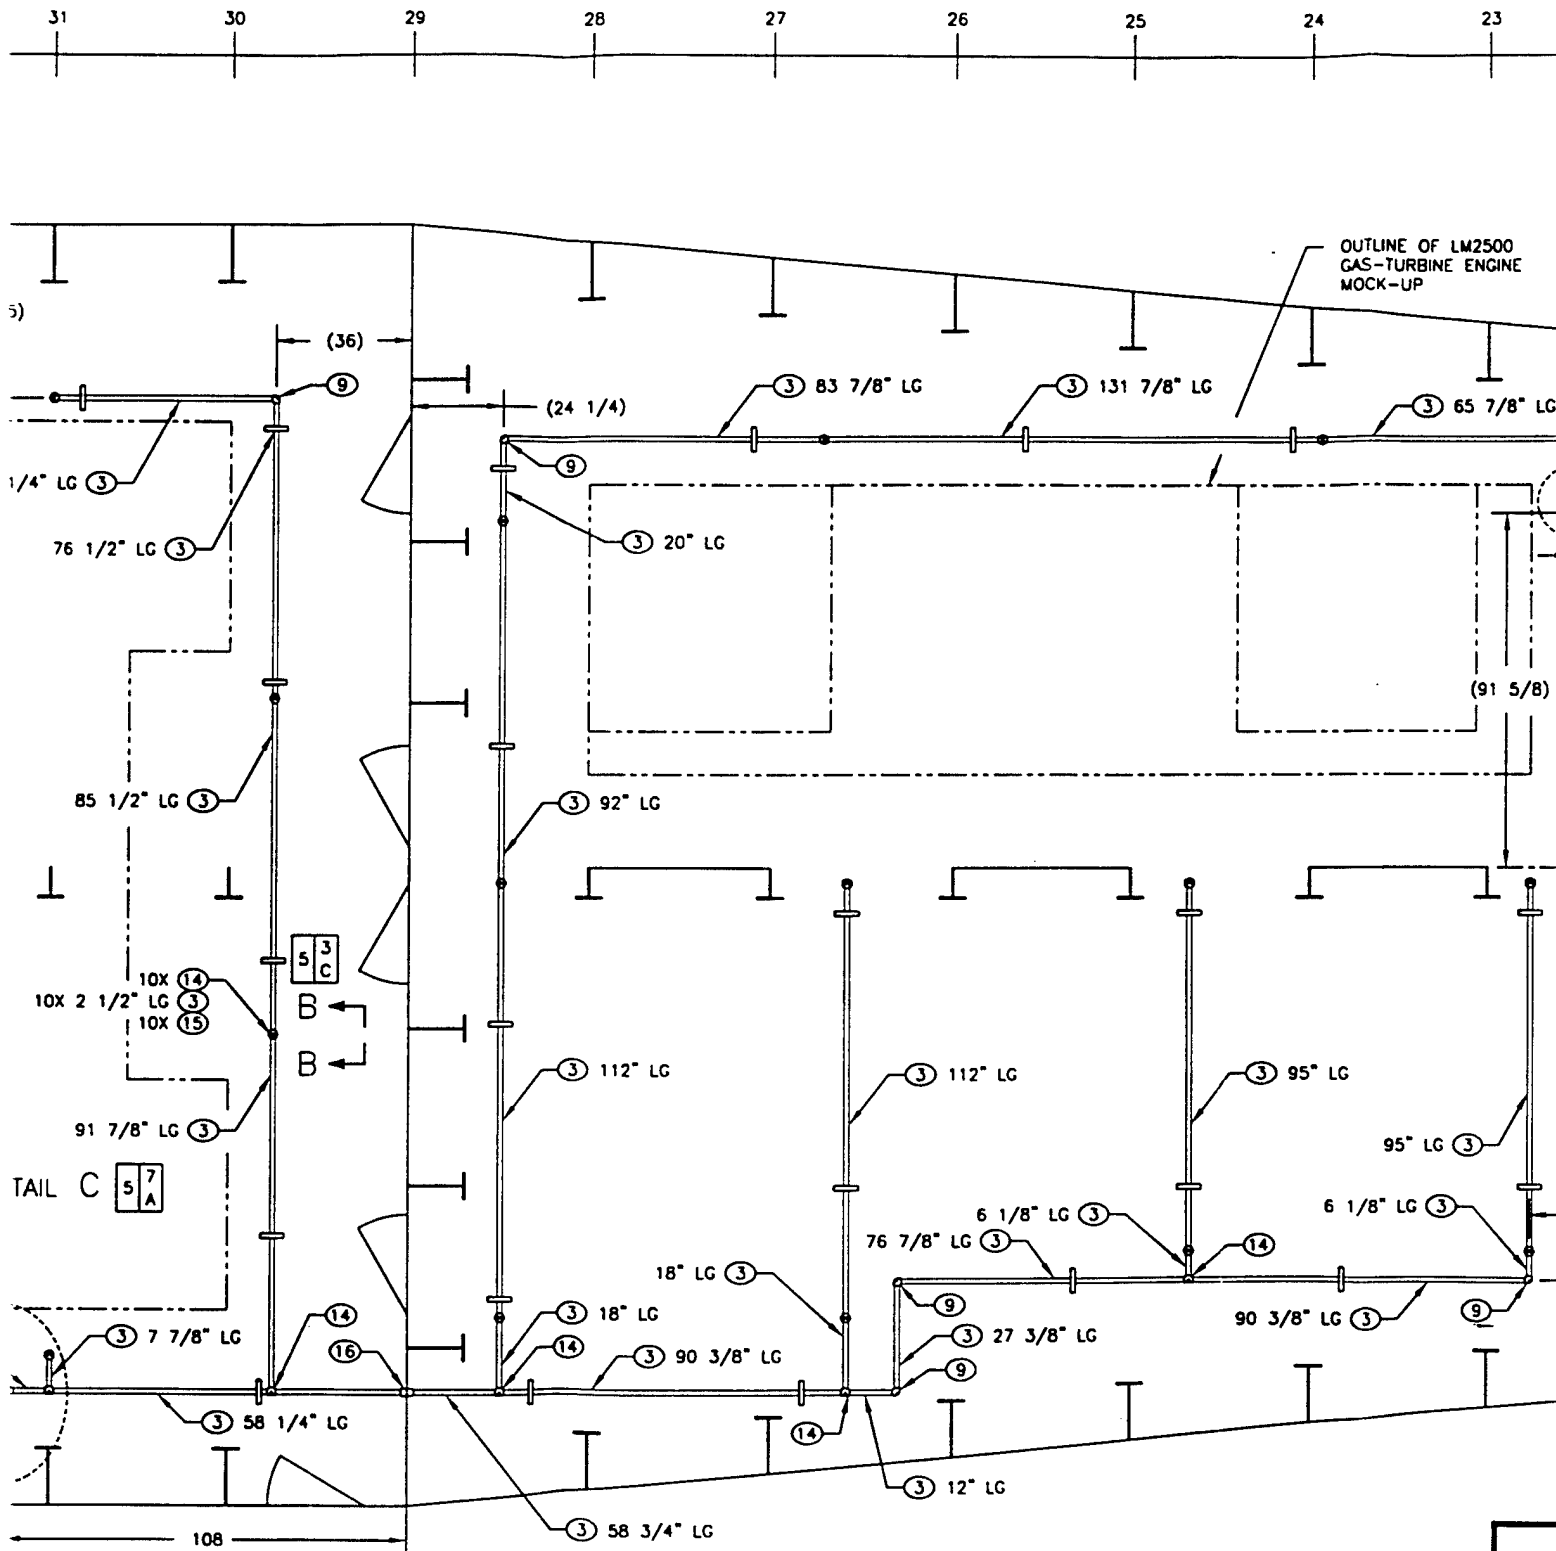 31 30 29 28 27 26 25 24 23
OUTLINE OF LM2500
GAS-TURBINE ENGINE
MOCK-UP
5)
(36)
9
3 83 7/8" LG
3 131 7/8" LG
(24 1/4)
3 65 7/8" LG
9
1/4" LG 3
76 1/2" LG 3
3 20" LG
(91 5/8)
85 1/2" LG 3
3 92" LG
5 3 C
10X 14
10X 2 1/2" LG 3
10X 15
B
B
3 112" LG
3 112" LG
3 95" LG
91 7/8" LG 3
95" LG 3
TAIL C 5 7 A
6 1/8" LG 3
6 1/8" LG 3
76 7/8" LG 3
14
18" LG 3
14
3 18" LG
9
90 3/8" LG 3
9
3 7 7/8" LG
16
14
3 90 3/8" LG
3 27 3/8" LG
9
3 58 1/4" LG
14
3 12" LG
108
3 58 3/4" LG